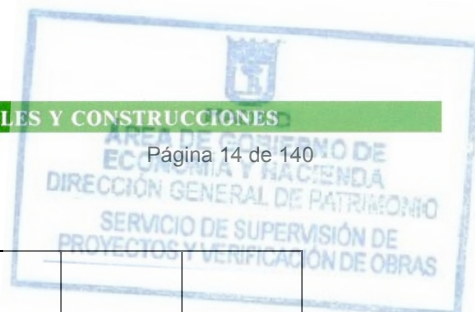 LES Y CONSTRUCCIONES
ÁREA DE GOBIERNO DE
Página 14 de 140
ECONOMÍA Y HACIENDA
DIRECCIÓN GENERAL DE PATRIMONIO
SERVICIO DE SUPERVISIÓN DE
PROYECTOS Y VERIFICACIÓN DE OBRAS